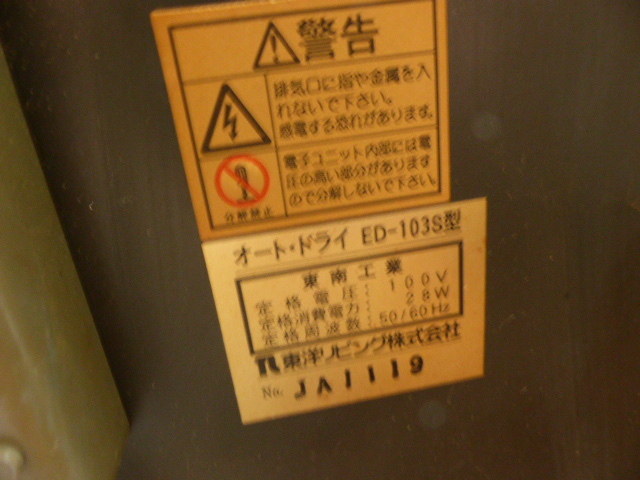 警告
排気口に指や金属を入
れないで下さい。
感電する恐れがあります。
電子ユニット内部には電
圧の高い部分があります
ので分解しないで下さい。
分解禁止
オート・ドライ ED-103S型
東南工業
定格電圧: 100V
定格消費電力: 28W
定格周波数: 50/60Hz
東洋リビング株式会社
No. JA1119